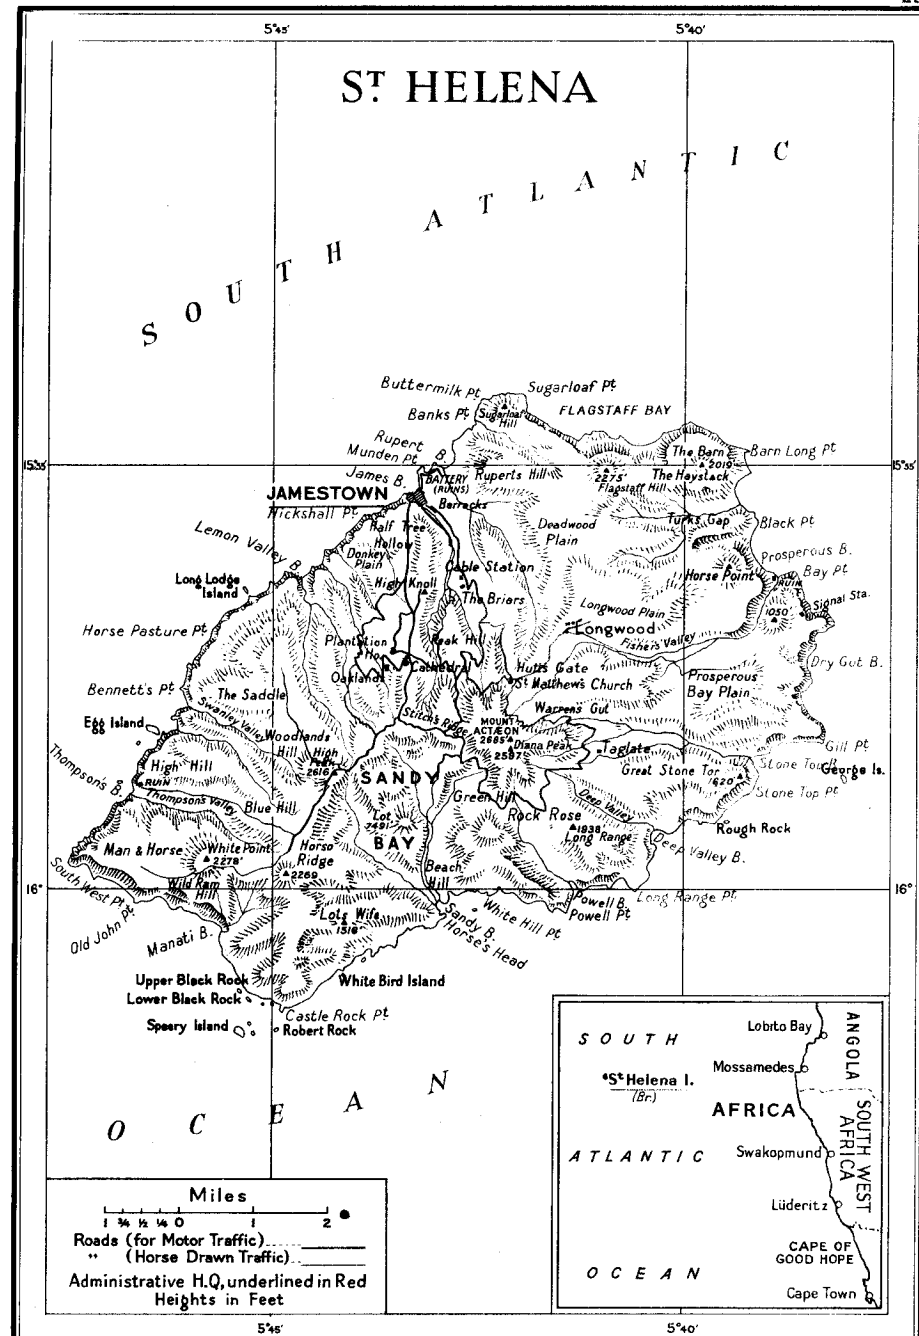 5°45'
5°40'
ST HELENA
SOUTH ATLANTIC
Buttermilk Pt
Sugarloaf Pt
Banks Pt
Sugarloaf
Hill
FLAGSTAFF BAY
Rupert
B.
Munden Pt
The Barn
2019
Barn Long Pt
15°55'
James B.
BATTERY
(RUINS)
Ruperts Hill
2275'
Flagstaff Hill
The Haystack
JAMESTOWN
Barracks
Nickshall Pt
Half Tree
Hollow
Deadwood
Plain
Turks Gap
Black Pt
Lemon Valley B.
Donkey
Plain
Cable Station
Prosperous B.
Bay Pt
Long Lodge
Island
High Knoll
The Briars
Horse Point
RUIN
1050'
Signal Sta.
Horse Pasture Pt
Longwood Plain
Longwood
Fisher's Valley
Plantation
Ho.
Peak Hill
Dry Gut B.
Oaklands
Cathedral
Hutts Gate
St Matthew's Church
Prosperous
Bay Plain
Bennett's Pt
The Saddle
Swanley Valley
Stitch's Ridge
Warren's Gut
MOUNT
ACTÆON
2685'
Diana Peak
2597
Egg Island
Woodlands
Hill
High
Peak
2616
Taglate
Gill Pt
Thompson's B.
High Hill
RUIN
SANDY
Great Stone Top
1620'
Stone Top B.
George Is.
Stone Top Pt
Thompson's Valley
Blue Hill
Green Hill
Deep Valley
Rock Rose
Lot
BAY
1938
Long Range
Rough Rock
Man & Horse
White Point
2278'
Horse
Ridge
2269
Beach
Hill
Deep Valley B.
16°
16°
South West Pt
Wild Ram
Hill
Powell B.
Powell Pt
Long Range Pt
Old John Pt
Manati B.
Lots Wife
1516'
Sandy B.
Horse's Head
White Hill Pt
Upper Black Rock
White Bird Island
Lower Black Rock
Castle Rock Pt
Speary Island
Robert Rock
OCEAN
Miles
1 ¾ ½ ¼ 0 1 2
Roads (for Motor Traffic)
" (Horse Drawn Traffic)
Administrative H.Q, underlined in Red
Heights in Feet
SOUTH
ATLANTIC
OCEAN
St Helena I.
(Br.)
AFRICA
Lobito Bay
ANGOLA
Mossamedes
SOUTH WEST
AFRICA
Swakopmund
Lüderitz
CAPE OF
GOOD HOPE
Cape Town
5°45'
5°40'